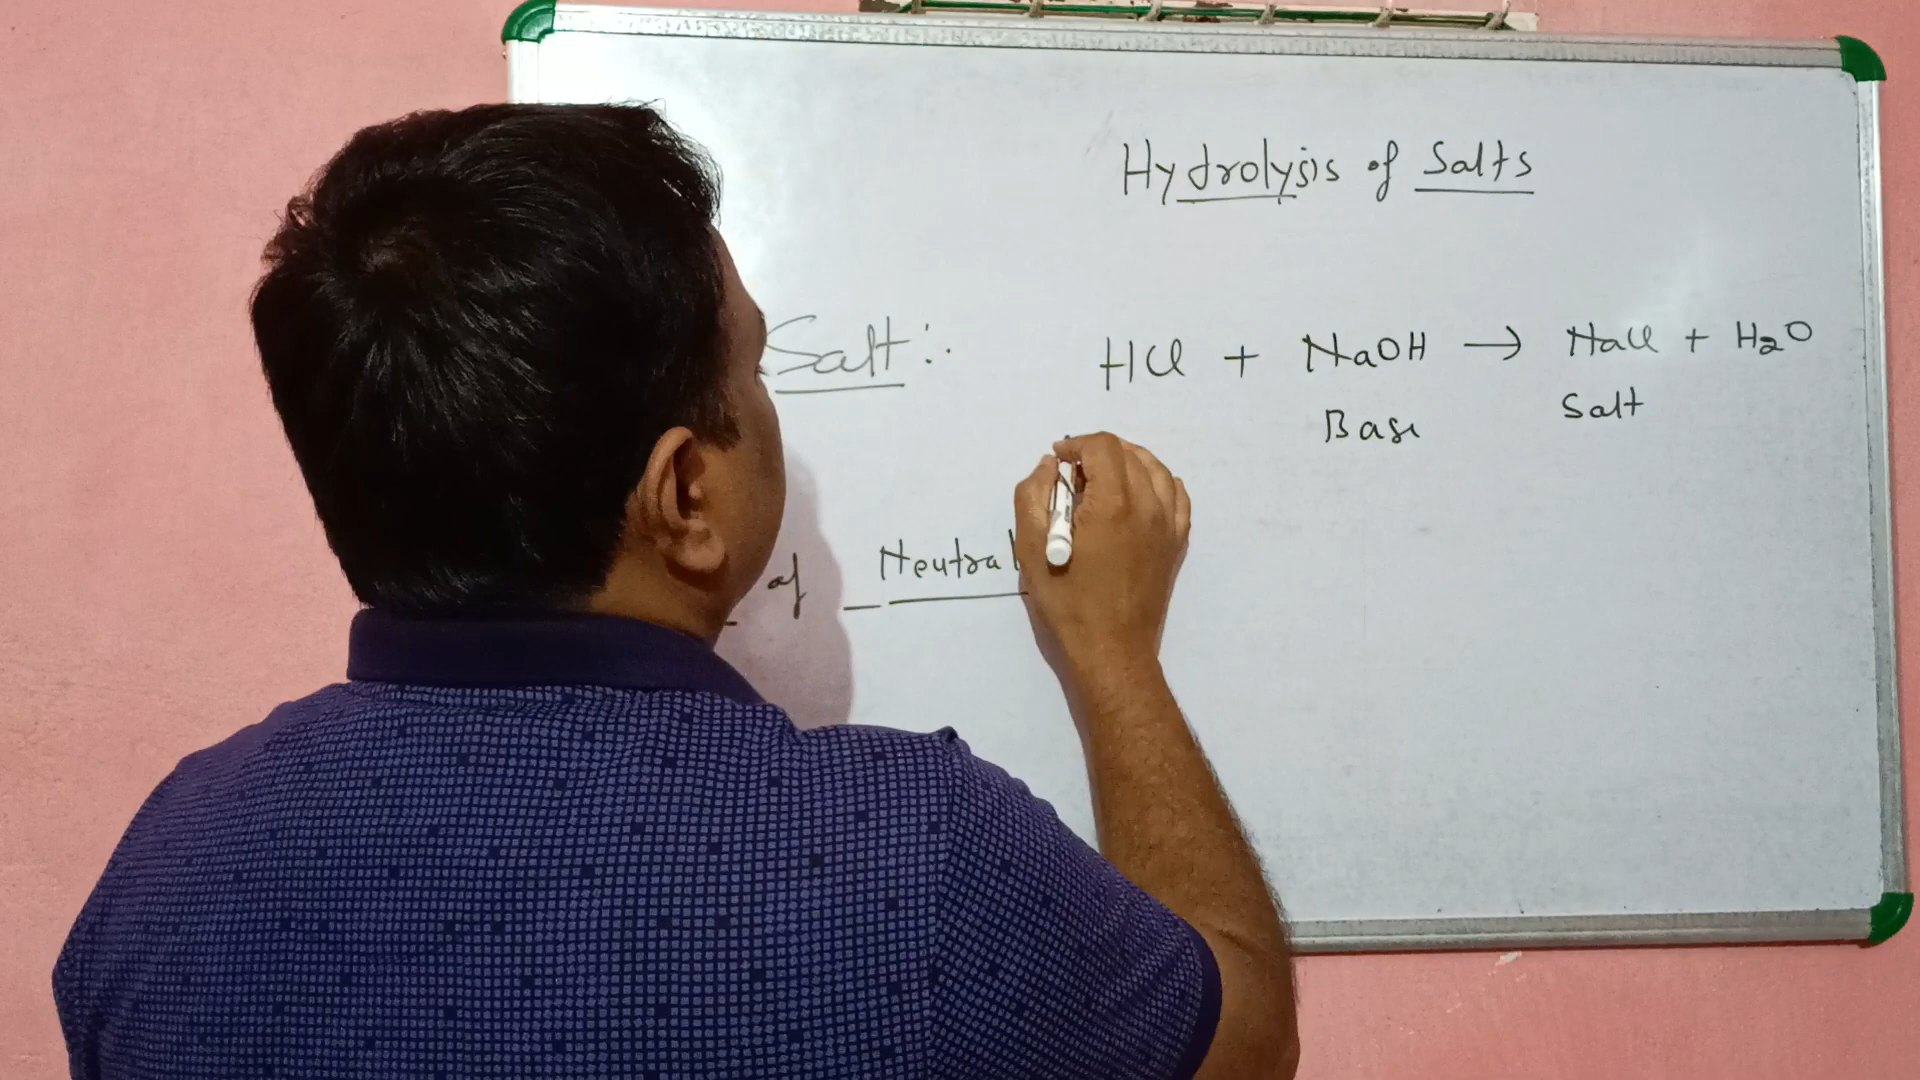 Hydrolysis of Salts
Salt:. HCl + NaOH → NaCl + H2O
Base Salt
of Neutral